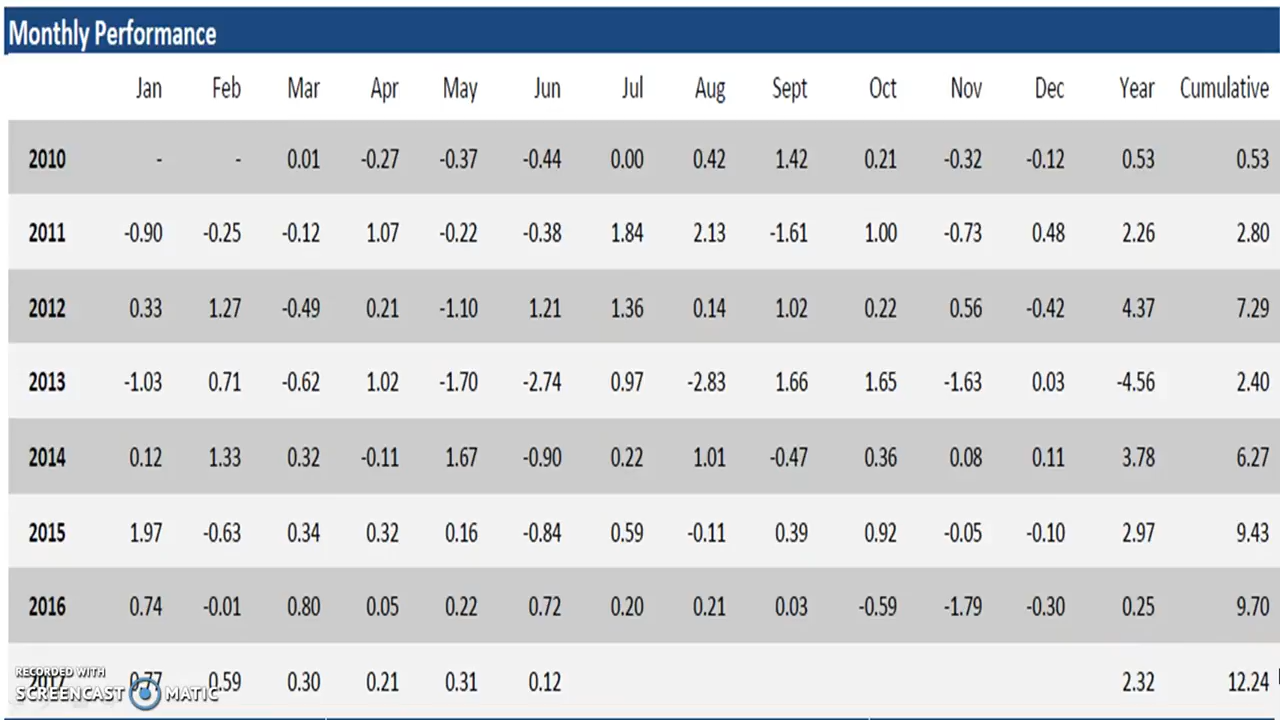 Monthly Performance
Jan Feb Mar Apr May Jun Jul Aug Sept Oct Nov Dec Year Cumulative
2010 - - 0.01 -0.27 -0.37 -0.44 0.00 0.42 1.42 0.21 -0.32 -0.12 0.53 0.53
2011 -0.90 -0.25 -0.12 1.07 -0.22 -0.38 1.84 2.13 -1.61 1.00 -0.73 0.48 2.26 2.80
2012 0.33 1.27 -0.49 0.21 -1.10 1.21 1.36 0.14 1.02 0.22 0.56 -0.42 4.37 7.29
2013 -1.03 0.71 -0.62 1.02 -1.70 -2.74 0.97 -2.83 1.66 1.65 -1.63 0.03 -4.56 2.40
2014 0.12 1.33 0.32 -0.11 1.67 -0.90 0.22 1.01 -0.47 0.36 0.08 0.11 3.78 6.27
2015 1.97 -0.63 0.34 0.32 0.16 -0.84 0.59 -0.11 0.39 0.92 -0.05 -0.10 2.97 9.43
2016 0.74 -0.01 0.80 0.05 0.22 0.72 0.20 0.21 0.03 -0.59 -1.79 -0.30 0.25 9.70
2017 0.77 0.59 0.30 0.21 0.31 0.12 2.32 12.24
RECORDED WITH
SCREENCAST MATIC